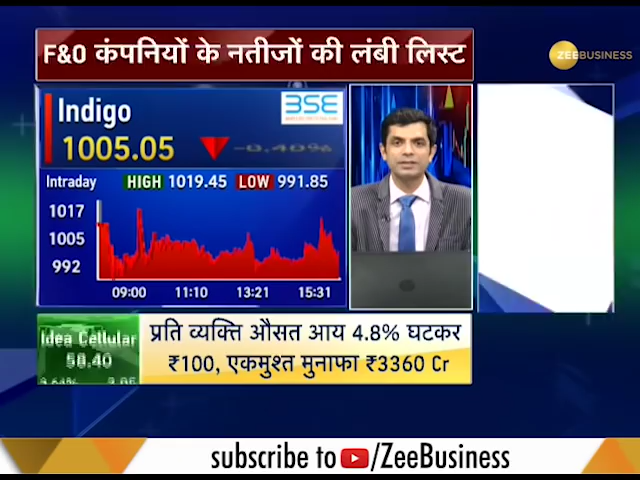 F&O कंपनियों के नतीजों की लंबी लिस्ट
ZEEBUSINESS
Indigo
BSE
1005.05
-0.40%
Intraday HIGH 1019.45 LOW 991.85
1017
1005
992
09:00 11:10 13:21 15:31
Idea Cellular
58.40
प्रति व्यक्ति औसत आय 4.8% घटकर
₹100, एकमुश्त मुनाफा ₹3360 Cr
subscribe to /ZeeBusiness